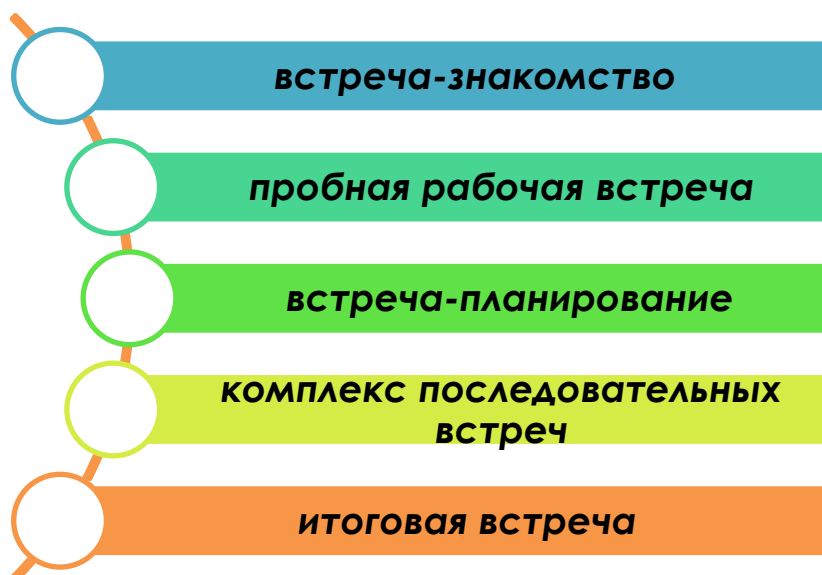 встреча-знакомство
пробная рабочая встреча
встреча-планирование
комплекс последовательных
встреч
итоговая встреча